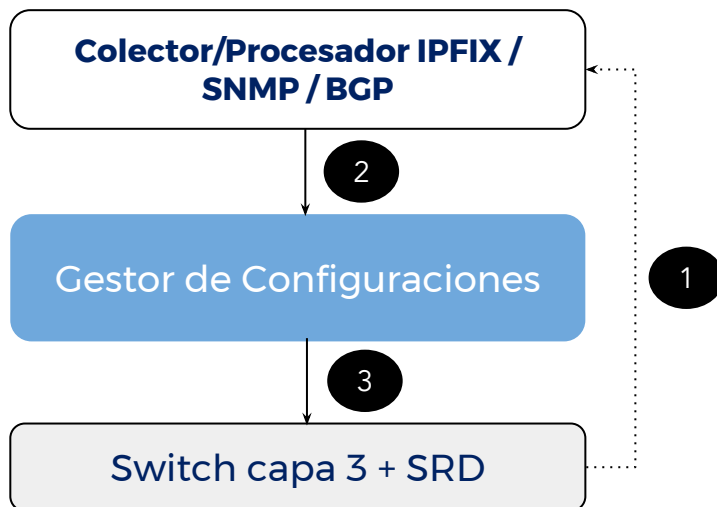 Colector/Procesador IPFIX /
SNMP / BGP
2
Gestor de Configuraciones
1
3
Switch capa 3 + SRD